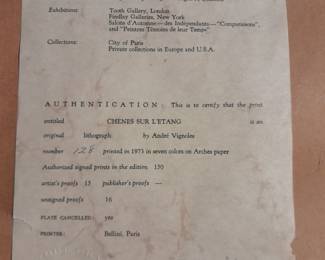 Exhibitions: Tooth Gallery, London
Findlay Galleries, New York
Salons d'Automne—des Indépendants—"Comparaisons",
and "Peintres Témoins de leur Temps"
Collections: City of Paris
Private collections in Europe and U.S.A.
AUTHENTICATION: This is to certify that the print
entitled CHENES SUR L'ETANG is an
original lithograph by André Vignoles
number 128 printed in 1973 in seven colors on Arches paper
Authorized signed prints in the edition 150
artist's proofs 15 publisher's proofs —
unsigned proofs 16
PLATE CANCELLED: yes
PRINTER: Bellini, Paris